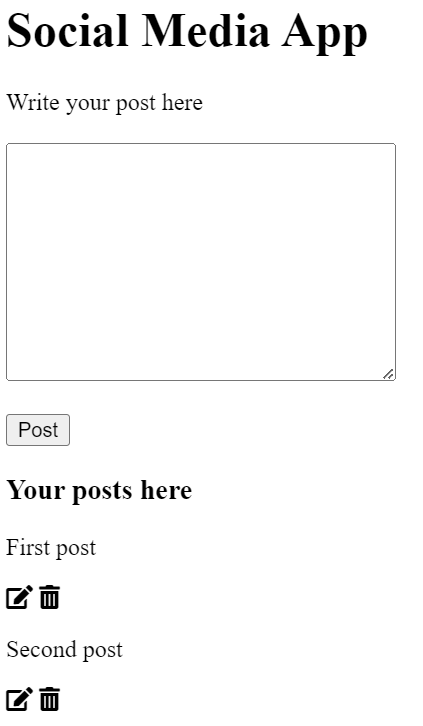 Social Media App
Write your post here
Post
Your posts here
First post
Second post